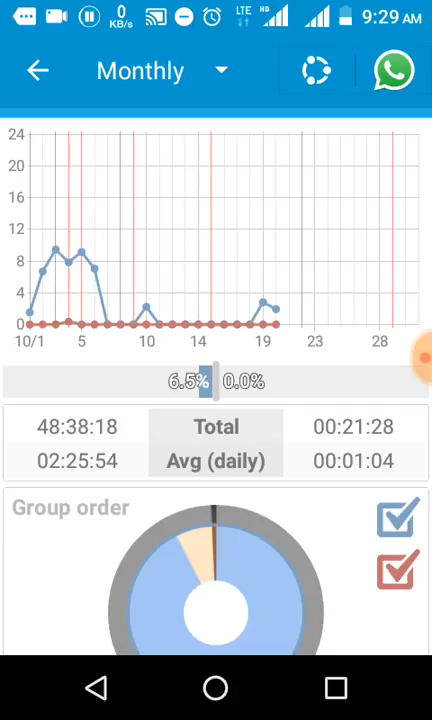 0 KB/s LTE HD 9:29 AM
Monthly
24
20
16
12
8
4
0
10/1 5 10 14 19 23 28
6.5% 0.0%
48:38:18 Total 00:21:28
02:25:54 Avg (daily) 00:01:04
Group order